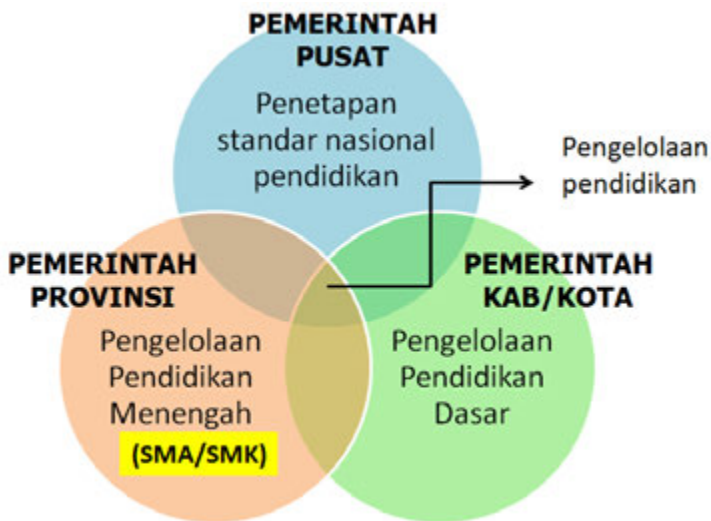 PEMERINTAH
PUSAT
Penetapan
standar nasional
pendidikan
Pengelolaan
pendidikan
PEMERINTAH
PROVINSI
Pengelolaan
Pendidikan
Menengah
(SMA/SMK)
PEMERINTAH
KAB/KOTA
Pengelolaan
Pendidikan
Dasar